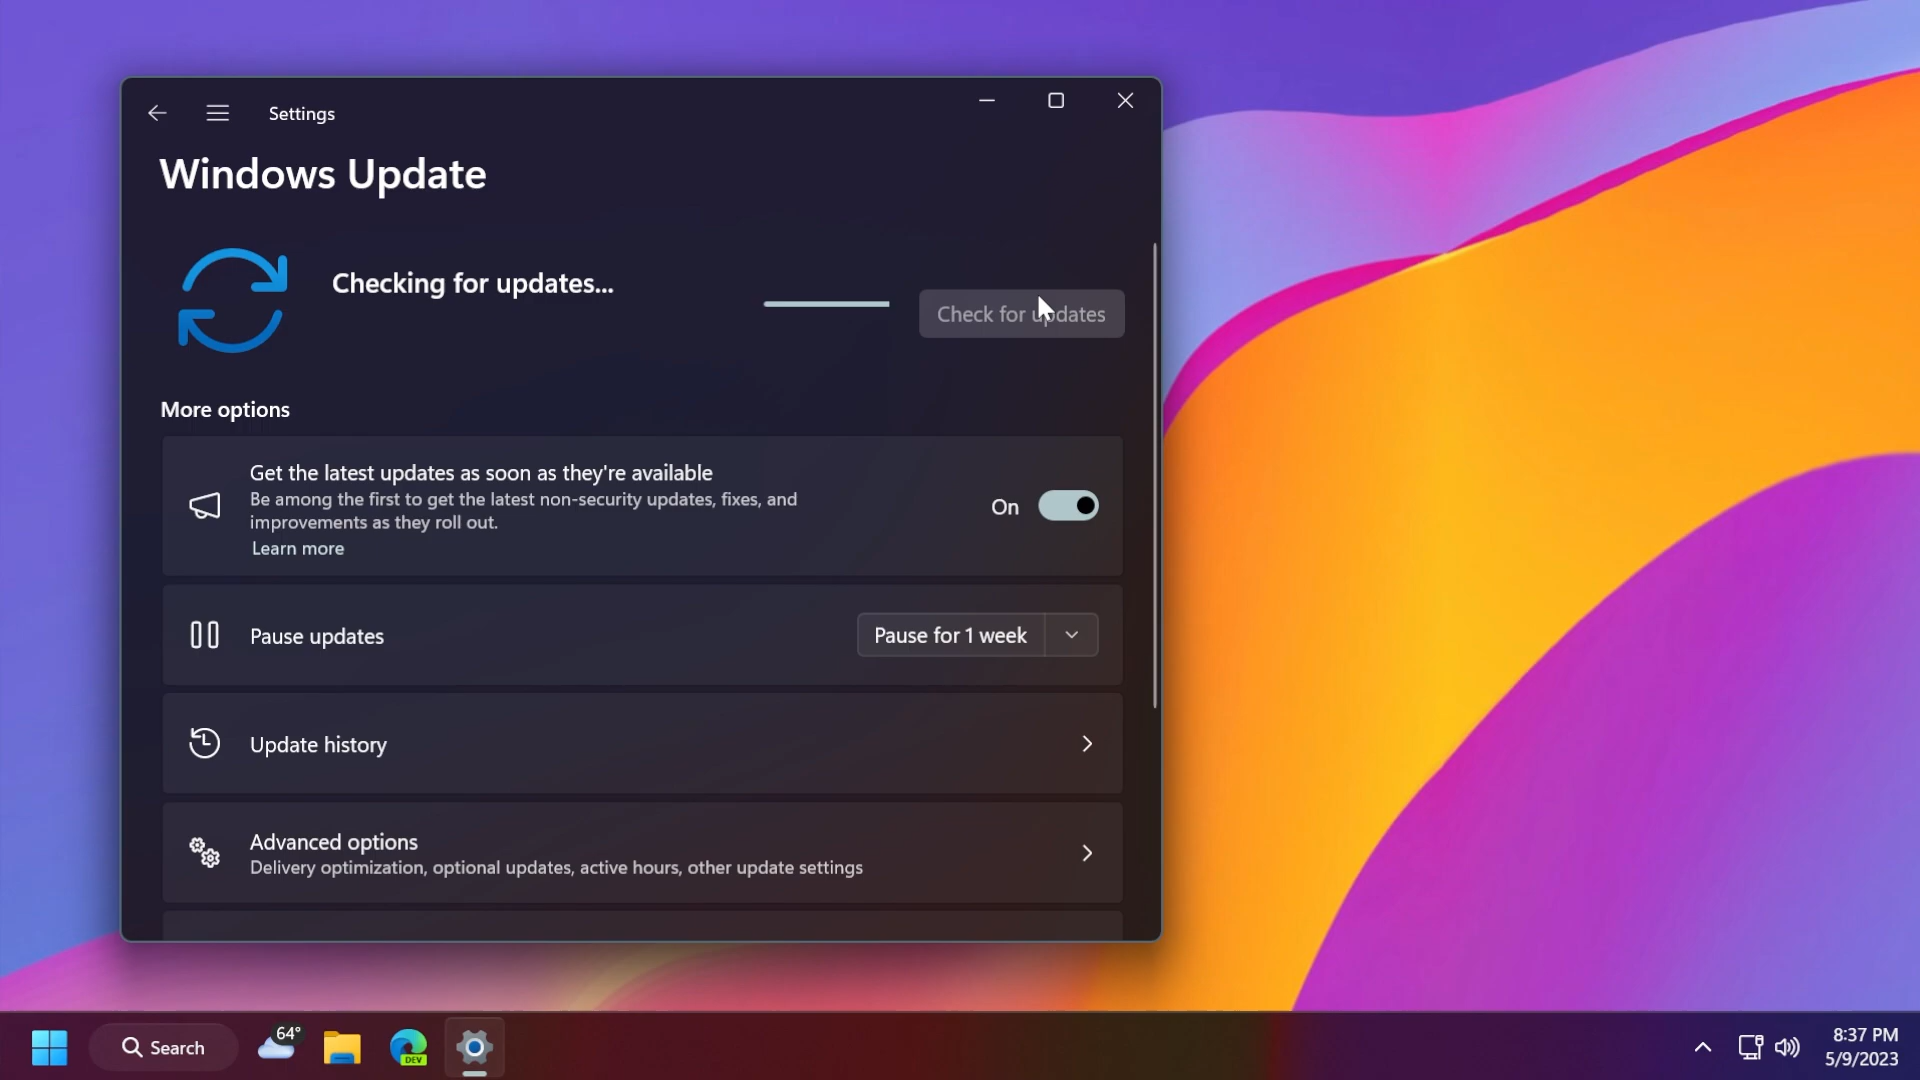 Settings
Windows Update
Checking for updates...
Check for updates
More options
Get the latest updates as soon as they're available
Be among the first to get the latest non-security updates, fixes, and
improvements as they roll out.
On
Learn more
Pause updates
Pause for 1 week
Update history
Advanced options
Delivery optimization, optional updates, active hours, other update settings
Search
64°
DEV
8:37 PM
5/9/2023